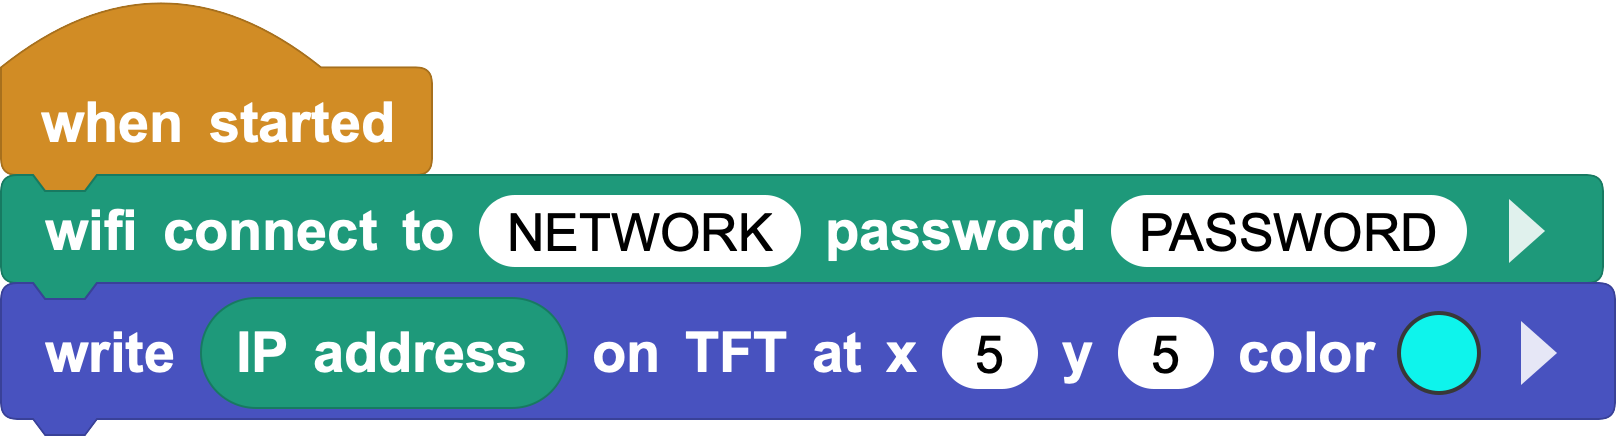 when started
wifi connect to NETWORK password PASSWORD
write IP address on TFT at x 5 y 5 color